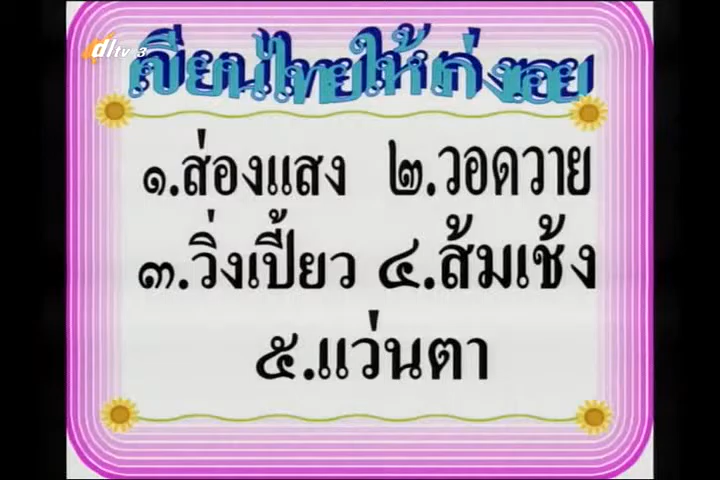 dltv 3
เขียนไทยให้เก่งเอย
๑.ส่องแสง ๒.วอดวาย
๓.วิ่งเปี้ยว ๔.ส้มเช้ง
๕.แว่นตา